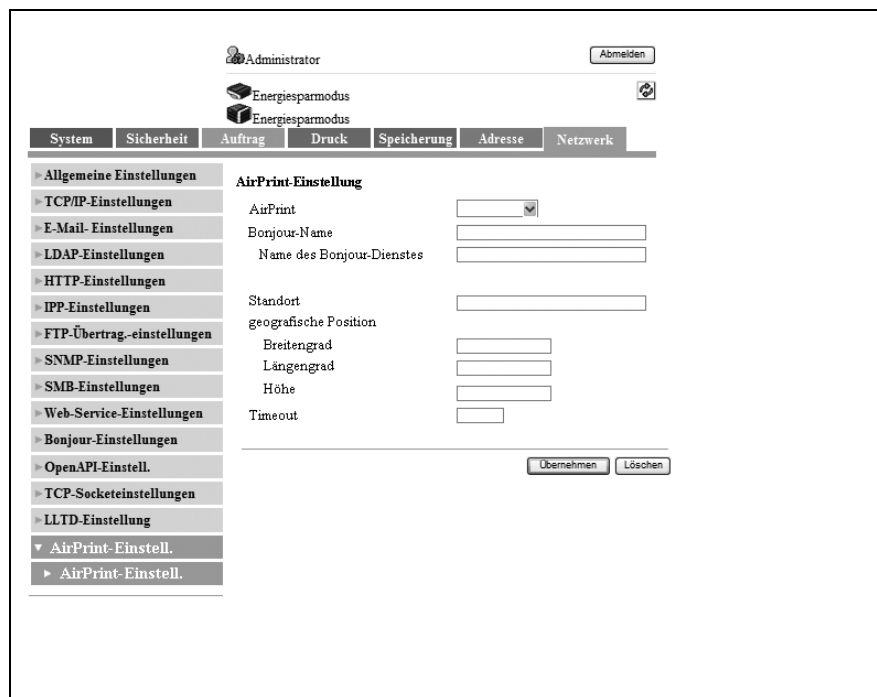 Administrator
Abmelden
Energiesparmodus
Energiesparmodus
System Sicherheit Auftrag Druck Speicherung Adresse Netzwerk
Allgemeine Einstellungen
TCP/IP-Einstellungen
E-Mail- Einstellungen
LDAP-Einstellungen
HTTP-Einstellungen
IPP-Einstellungen
FTP-Übertrag.-einstellungen
SNMP-Einstellungen
SMB-Einstellungen
Web-Service-Einstellungen
Bonjour-Einstellungen
OpenAPI-Einstell.
TCP-Socketeinstellungen
LLTD-Einstellung
AirPrint-Einstell.
AirPrint-Einstell.
AirPrint-Einstellung
AirPrint
Bonjour-Name
Name des Bonjour-Dienstes
Standort
geografische Position
Breitengrad
Längengrad
Höhe
Timeout
Übernehmen
Löschen